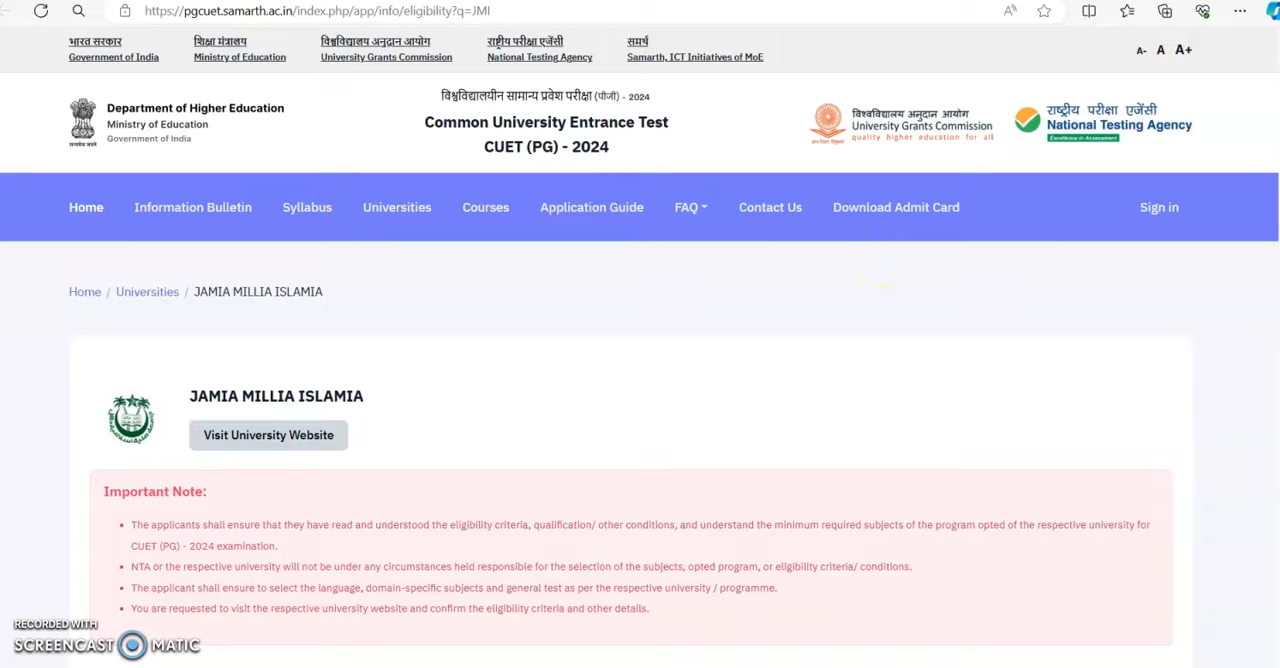 https://pgcuet.samarth.ac.in/index.php/app/info/eligibility?q=JMI
भारत सरकार
Government of India
शिक्षा मंत्रालय
Ministry of Education
विश्वविद्यालय अनुदान आयोग
University Grants Commission
राष्ट्रीय परीक्षा एजेंसी
National Testing Agency
समर्थ
Samarth, ICT Initiatives of MoE
A- A A+
सत्यमेव जयते
Department of Higher Education
Ministry of Education
Government of India
विश्वविद्यालयीन सामान्य प्रवेश परीक्षा (पीजी) - 2024
Common University Entrance Test
CUET (PG) - 2024
विश्वविद्यालय अनुदान आयोग
University Grants Commission
quality higher education for all
राष्ट्रीय परीक्षा एजेंसी
National Testing Agency
Excellence in Assessment
Home Information Bulletin Syllabus Universities Courses Application Guide FAQ Contact Us Download Admit Card Sign in
Home / Universities / JAMIA MILLIA ISLAMIA
JAMIA MILLIA ISLAMIA
Visit University Website
Important Note:
• The applicants shall ensure that they have read and understood the eligibility criteria, qualification/ other conditions, and understand the minimum required subjects of the program opted of the respective university for
CUET (PG) - 2024 examination.
• NTA or the respective university will not be under any circumstances held responsible for the selection of the subjects, opted program, or eligibility criteria/ conditions.
• The applicant shall ensure to select the language, domain-specific subjects and general test as per the respective university / programme.
• You are requested to visit the respective university website and confirm the eligibility criteria and other details.
RECORDED WITH
SCREENCAST MATIC